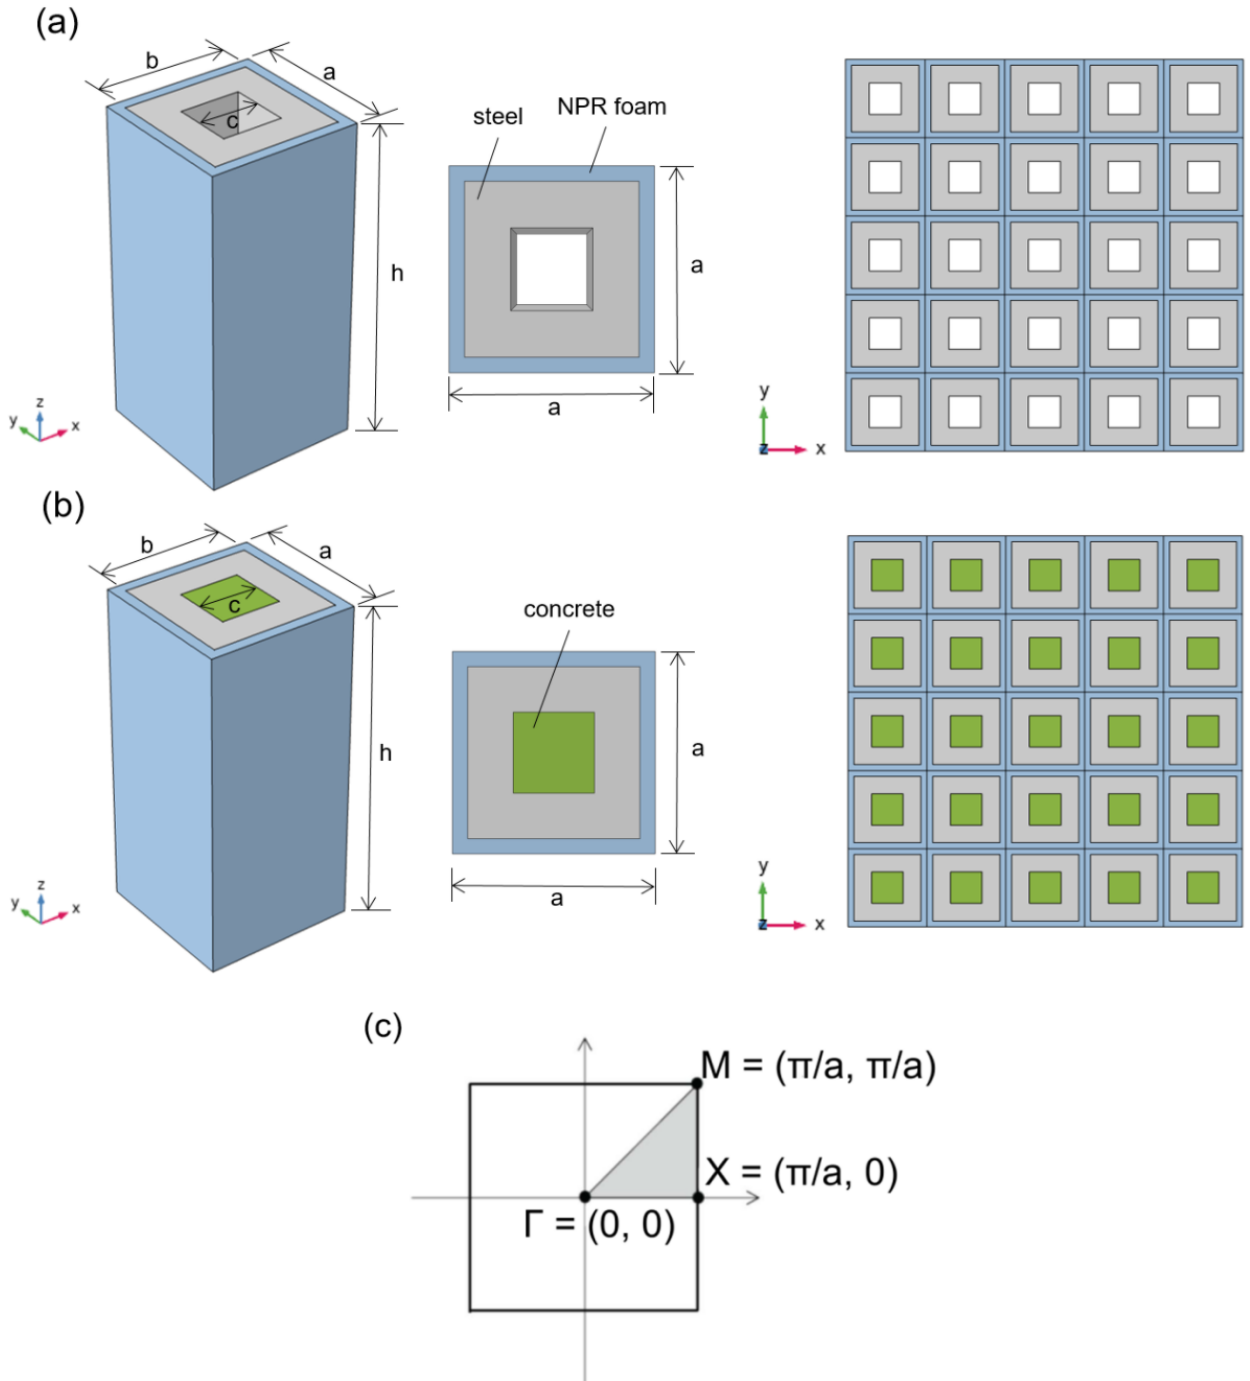 (a)
b
a
c
h
z
y
x
steel
NPR foam
a
a
y
z
x
(b)
b
a
c
h
z
y
x
concrete
a
a
y
z
x
(c)
M = (π/a, π/a)
X = (π/a, 0)
Γ = (0, 0)